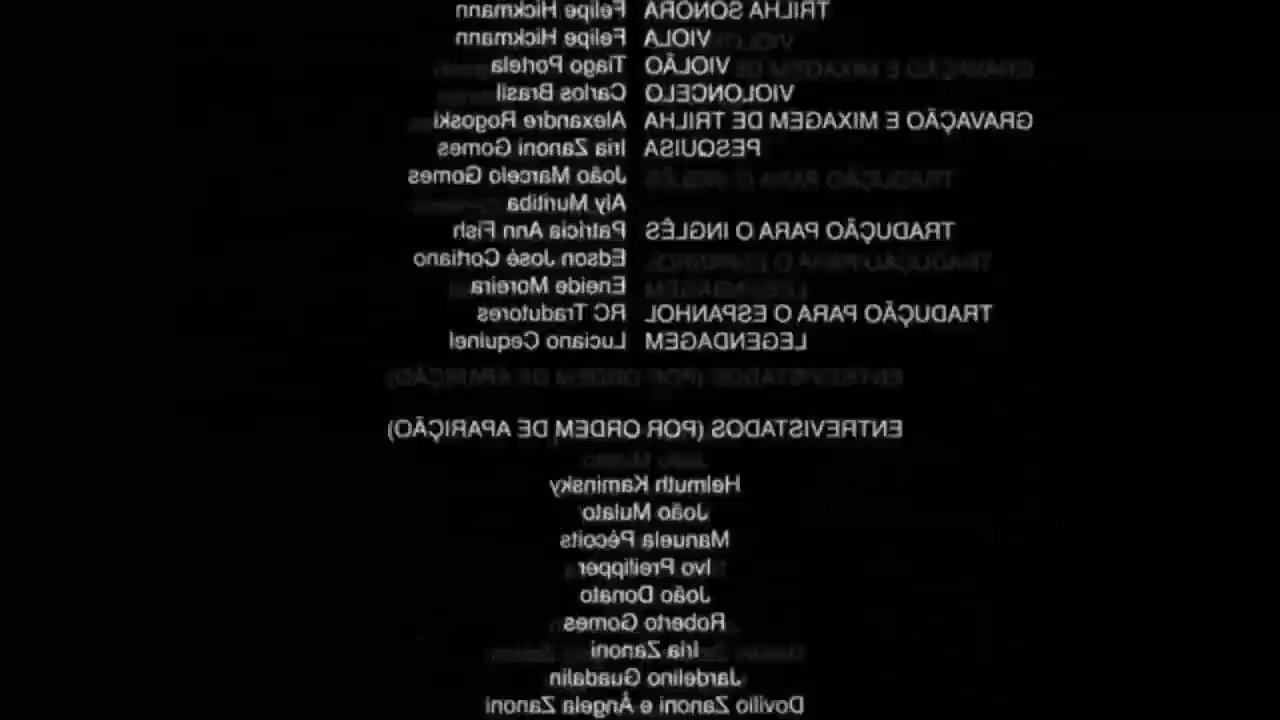 TRILHA SONORA Felipe Hickmann
VIOLA Felipe Hickmann
VIOLÃO Tiago Portela
VIOLONCELO Carlos Brasil
GRAVAÇÃO E MIXAGEM DE TRILHA Alexandre Rogoski
PESQUISA Iria Zanoni Gomes
João Marcelo Gomes
Aly Muritiba
TRADUÇÃO PARA O INGLÊS Patrícia Ann Fish
Edson José Cortiano
Eneide Moreira
TRADUÇÃO PARA O ESPANHOL RC Tradutores
LEGENDAGEM Luciano Cequinel
ENTREVISTADOS (POR ORDEM DE APARIÇÃO)
Helmuth Kaminsky
João Mulato
Manuela Pécoits
Ivo Preilipper
João Donato
Roberto Gomes
Iria Zanoni
Jardelino Guadalin
Dovilio Zanoni e Ângela Zanoni